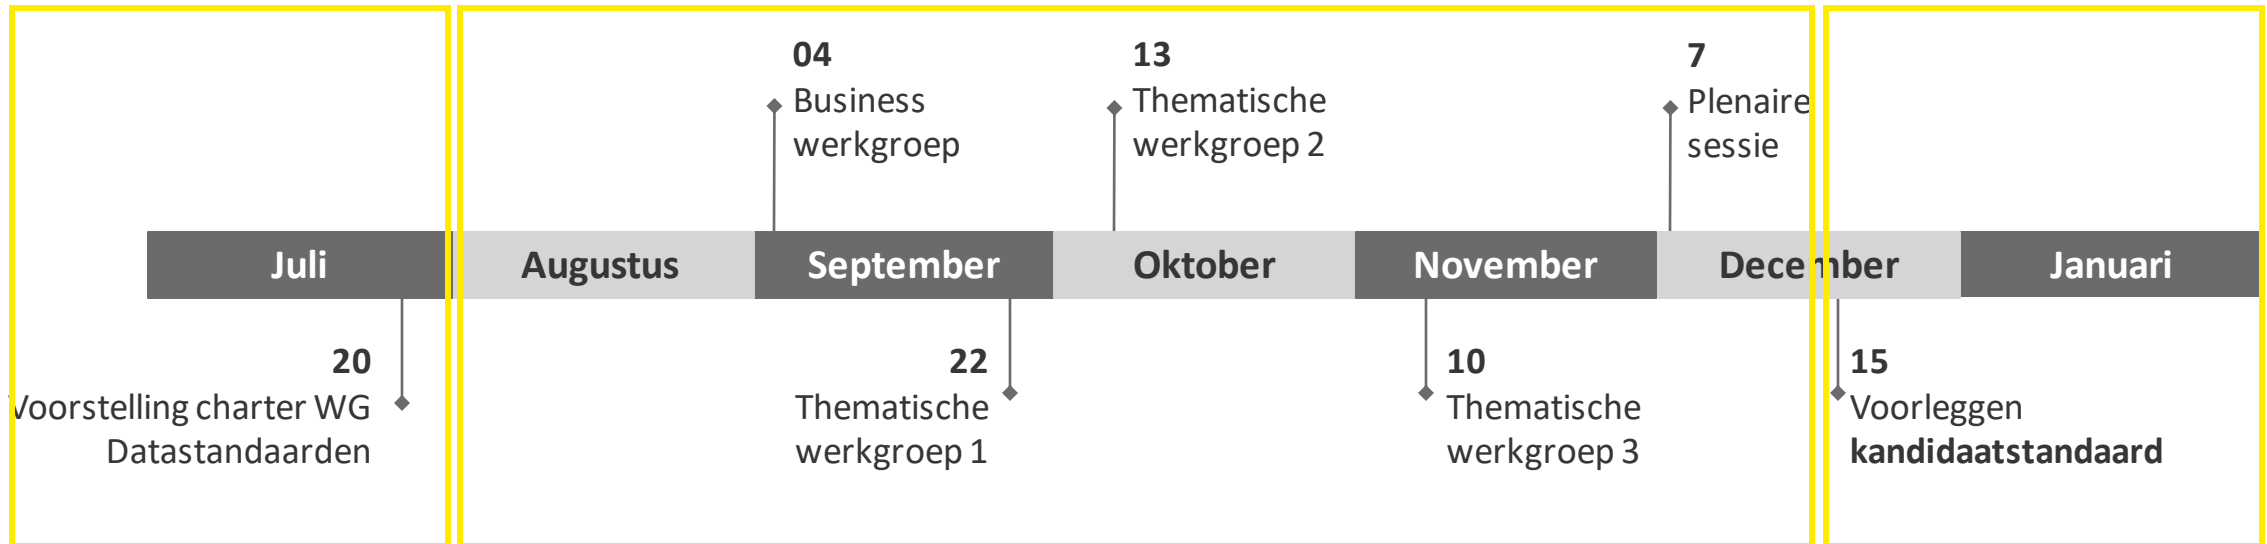 04
Business
werkgroep
13
Thematische
werkgroep 2
7
Plenaire
sessie
Juli
Augustus
September
Oktober
November
December
Januari
20
Voorstelling charter WG
Datastandaarden
22
Thematische
werkgroep 1
10
Thematische
werkgroep 3
15
Voorleggen
kandidaatstandaard